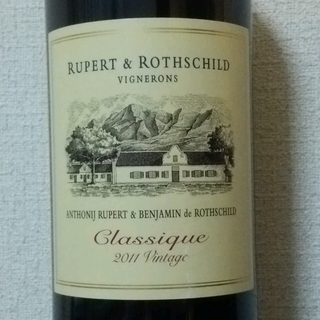 RUPERT & ROTHSCHILD
VIGNERONS
ANTHONIJ RUPERT & BENJAMIN de ROTHSCHILD
Classique
2011 Vintage